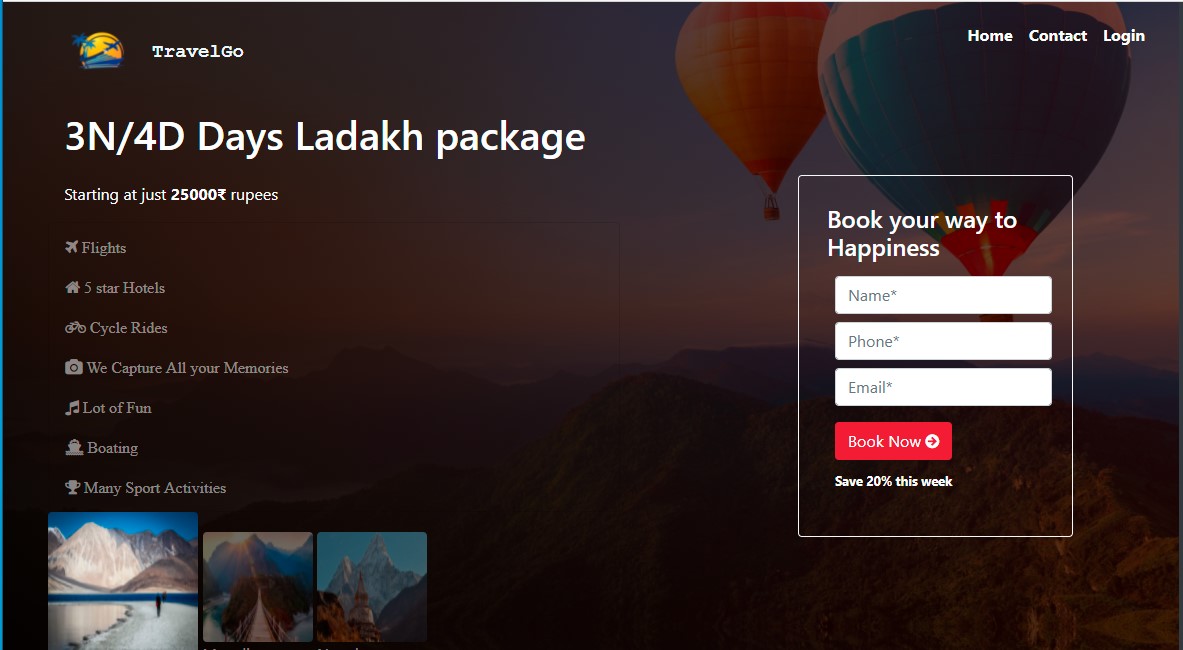 TravelGo
Home Contact Login
3N/4D Days Ladakh package
Starting at just 25000₹ rupees
Flights
5 star Hotels
Cycle Rides
We Capture All your Memories
Lot of Fun
Boating
Many Sport Activities
Book your way to
Happiness
Name*
Phone*
Email*
Book Now
Save 20% this week